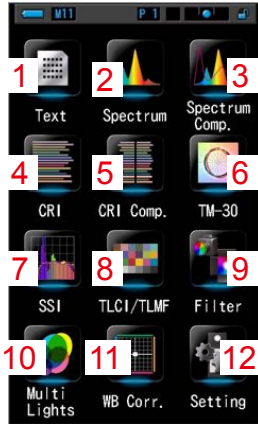 M11 P 1
1 2 3
Text Spectrum Spectrum Comp.
4 5 6
CRI CRI Comp. TM-30
7 8 9
SSI TLCI/TLMF Filter
10 11 12
Multi Lights WB Corr. Setting